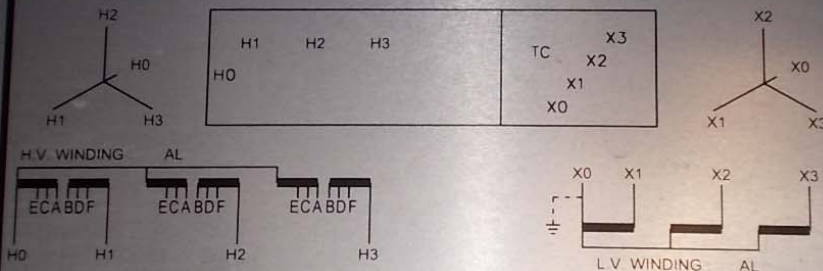 H2
H0
H1 H3
H1 H2 H3
H0
TC
X3
X2
X1
X0
X2
X0
X1 X3
H.V. WINDING AL
ECABDF ECABDF ECABDF
H0 H1 H2 H3
X0 X1 X2 X3
L.V. WINDING AL